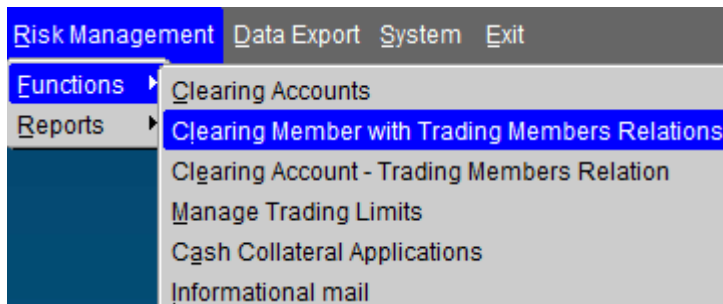 Risk Management Data Export System Exit
Functions
Reports
Clearing Accounts
Clearing Member with Trading Members Relations
Clearing Account - Trading Members Relation
Manage Trading Limits
Cash Collateral Applications
Informational mail